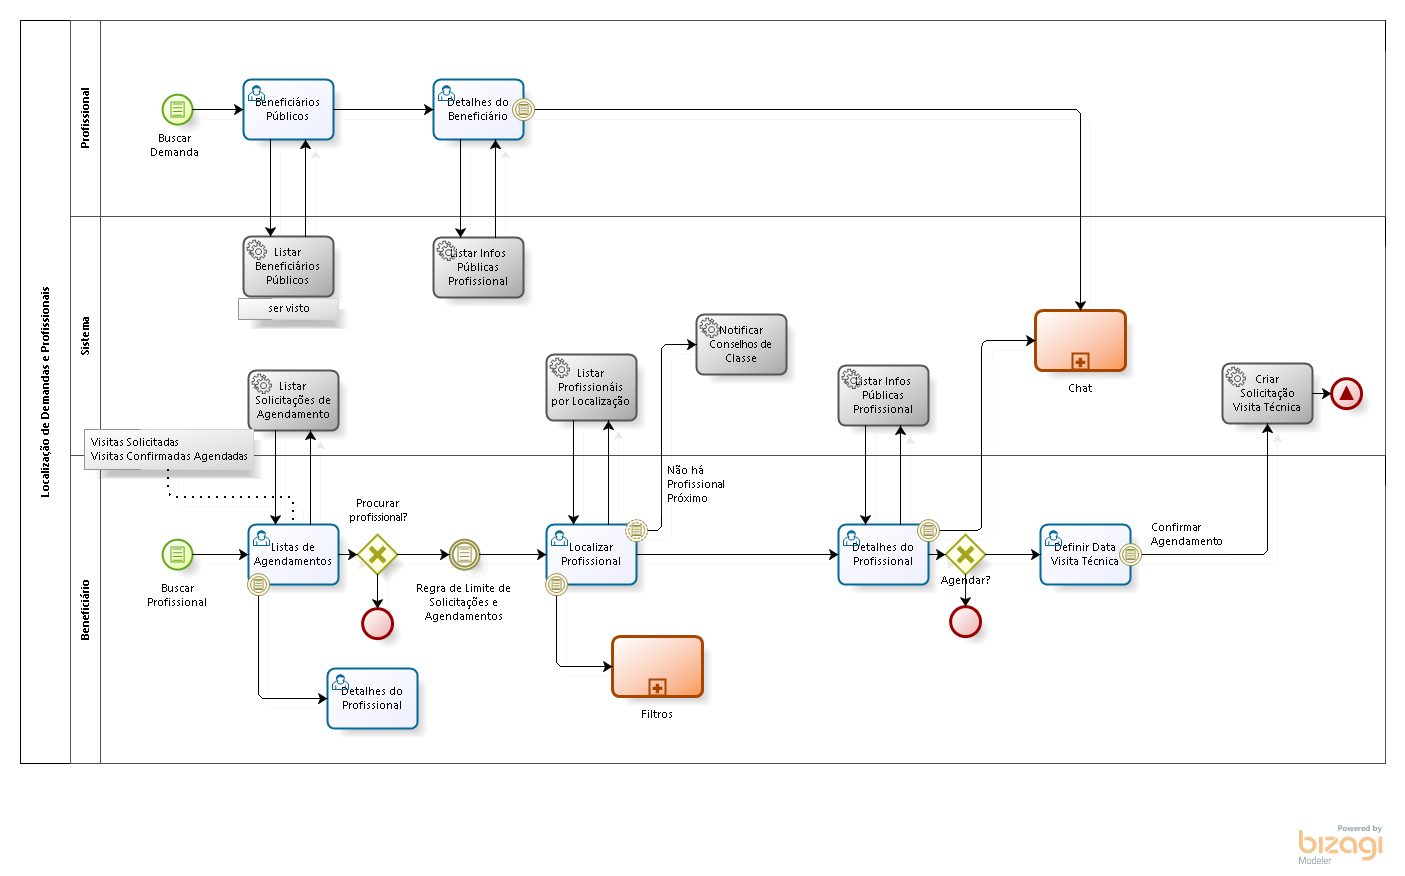 Localização de Demandas e Profissionais
Profissional
Buscar
Demanda
Beneficiários
Públicos
Detalhes do
Beneficiário
Sistema
Listar
Beneficiários
Públicos
ser visto
Listar Infos
Públicas
Profissional
Notificar
Conselhos de
Classe
Chat
Listar
Solicitações de
Agendamento
Listar
Profissionáis
por Localização
Listar Infos
Públicas
Profissional
Criar
Solicitação
Visita Técnica
Visitas Solicitadas
Visitas Confirmadas Agendadas
Não há
Profissional
Próximo
Beneficiário
Buscar
Profissional
Listas de
Agendamentos
Procurar
profissional?
Regra de Limite de
Solicitações e
Agendamentos
Localizar
Profissional
Detalhes do
Profissional
Agendar?
Definir Data
Visita Técnica
Confirmar
Agendamento
Detalhes do
Profissional
Filtros
Powered by
bizagi
Modeler